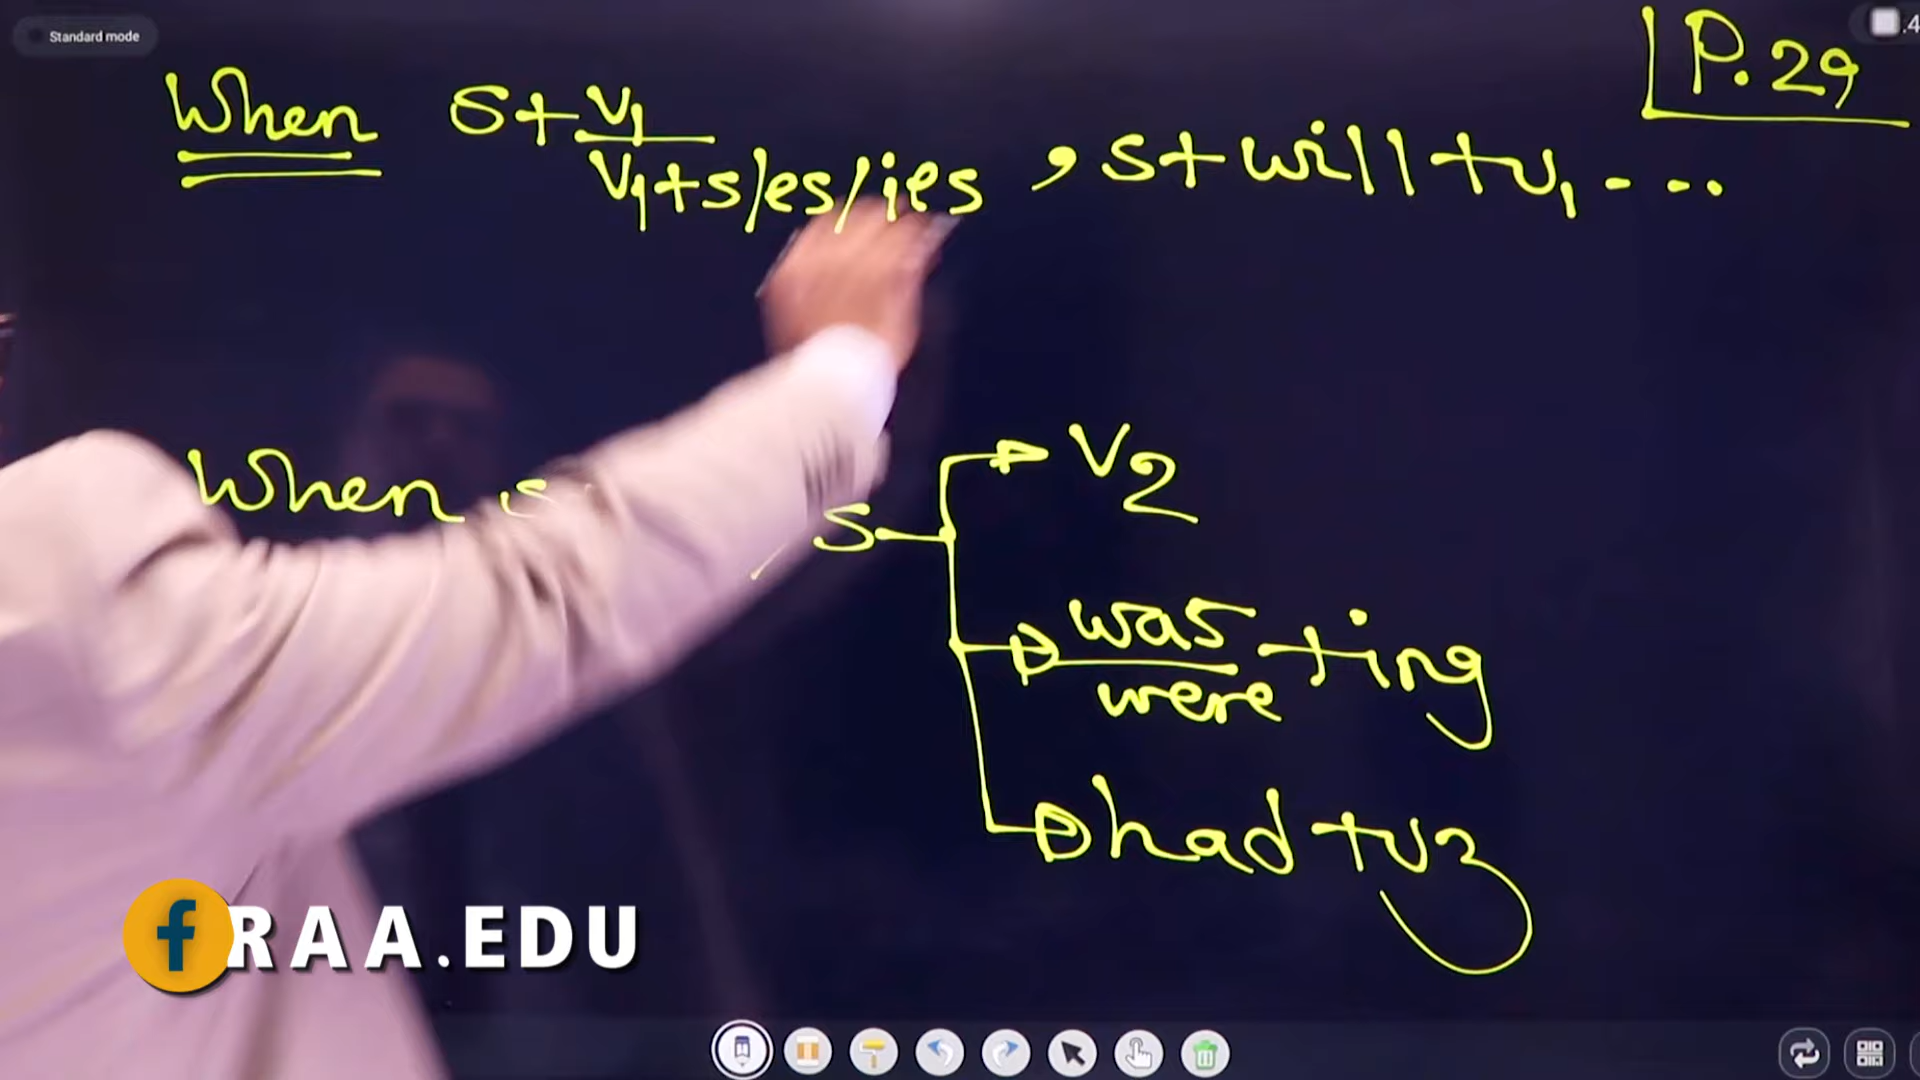 Standard mode
P.29
When S + V1 / V1+s/es/ies , S + will + V1 ....
When S
, S
V2
was / were + ing
had + V3
RAA.EDU